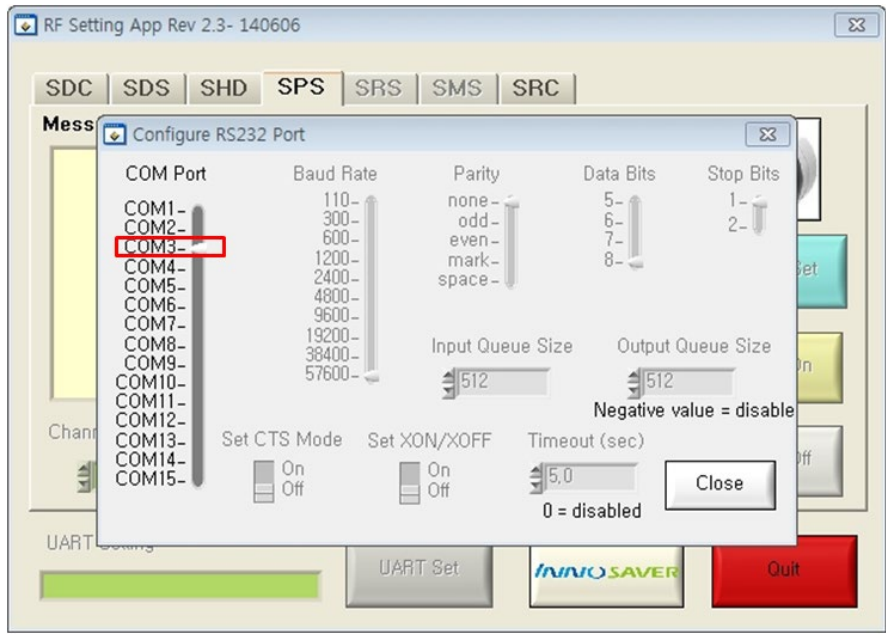 RF Setting App Rev 2.3- 140606
SDC SDS SHD SPS SRS SMS SRC
Mess
Configure RS232 Port
COM Port
COM1-
COM2-
COM3-
COM4-
COM5-
COM6-
COM7-
COM8-
COM9-
COM10-
COM11-
COM12-
COM13-
COM14-
COM15-
Baud Rate
110-
300-
600-
1200-
2400-
4800-
9600-
19200-
38400-
57600-
Parity
none-
odd-
even-
mark-
space-
Data Bits
5-
6-
7-
8-
Stop Bits
1-
2-
Input Queue Size
512
Output Queue Size
512
Negative value = disable
Set CTS Mode
On
Off
Set XON/XOFF
On
Off
Timeout (sec)
5,0
0 = disabled
Close
Chann
UART
UART Set
INNOSAVER
Quit